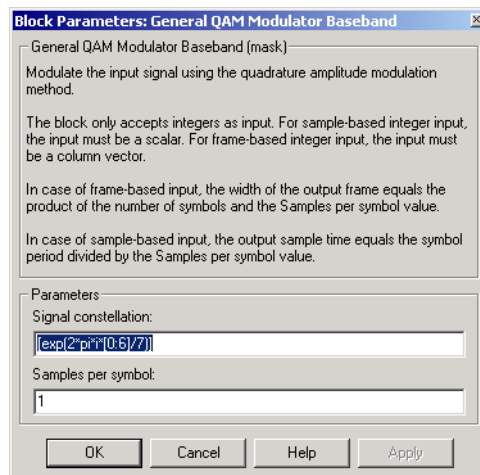 Block Parameters: General QAM Modulator Baseband
General QAM Modulator Baseband (mask)
Modulate the input signal using the quadrature amplitude modulation
method.
The block only accepts integers as input. For sample-based integer input,
the input must be a scalar. For frame-based integer input, the input must
be a column vector.
In case of frame-based input, the width of the output frame equals the
product of the number of symbols and the Samples per symbol value.
In case of sample-based input, the output sample time equals the symbol
period divided by the Samples per symbol value.
Parameters
Signal constellation:
[exp(2*pi*i*[0:6]/7)]
Samples per symbol:
1
OK Cancel Help Apply